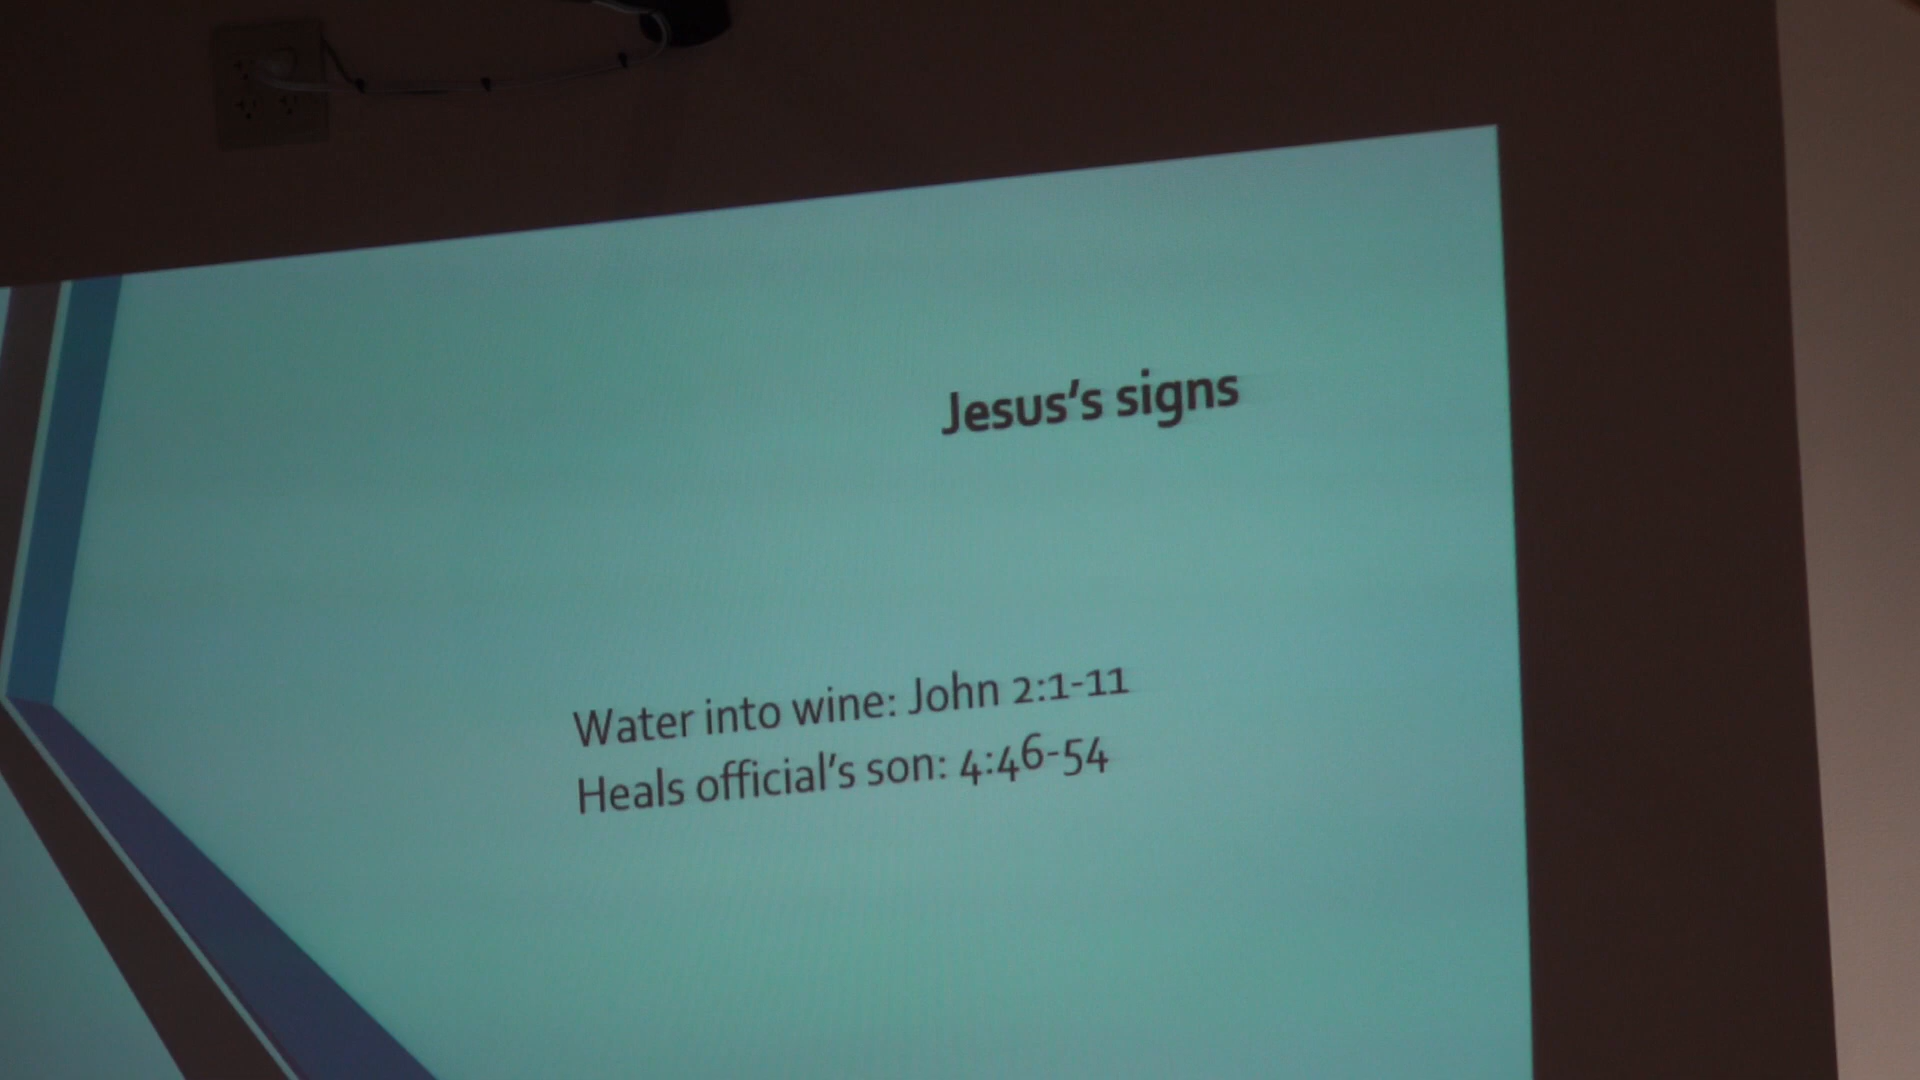 Jesus’s signs
Water into wine: John 2:1-11
Heals official’s son: 4:46-54